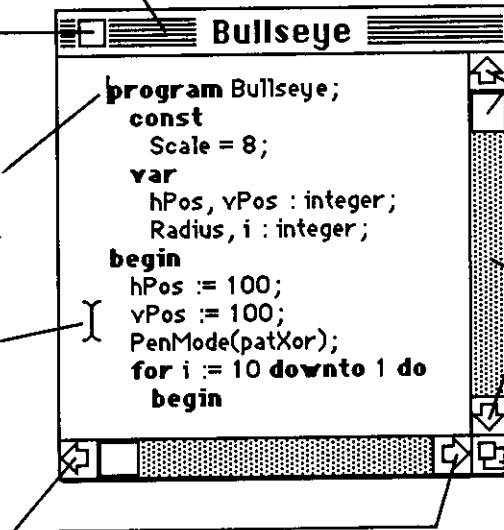 Bullseye
program Bullseye;
const
Scale = 8;
var
hPos, vPos : integer;
Radius, i : integer;
begin
hPos := 100;
vPos := 100;
PenMode(patXor);
for i := 10 downto 1 do
begin